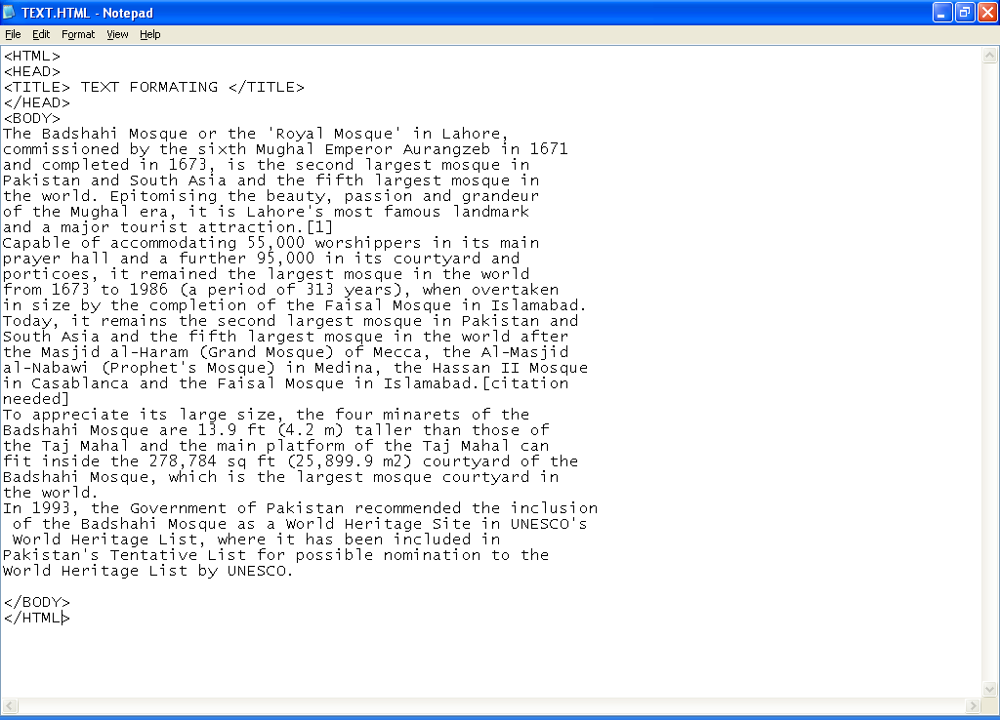 TEXT.HTML - Notepad
File Edit Format View Help
<HTML>
<HEAD>
<TITLE> TEXT FORMATING </TITLE>
</HEAD>
<BODY>
The Badshahi Mosque or the 'Royal Mosque' in Lahore,
commissioned by the sixth Mughal Emperor Aurangzeb in 1671
and completed in 1673, is the second largest mosque in
Pakistan and South Asia and the fifth largest mosque in
the world. Epitomising the beauty, passion and grandeur
of the Mughal era, it is Lahore's most famous landmark
and a major tourist attraction.[1]
Capable of accommodating 55,000 worshippers in its main
prayer hall and a further 95,000 in its courtyard and
porticoes, it remained the largest mosque in the world
from 1673 to 1986 (a period of 313 years), when overtaken
in size by the completion of the Faisal Mosque in Islamabad.
Today, it remains the second largest mosque in Pakistan and
South Asia and the fifth largest mosque in the world after
the Masjid al-Haram (Grand Mosque) of Mecca, the Al-Masjid
al-Nabawi (Prophet's Mosque) in Medina, the Hassan II Mosque
in Casablanca and the Faisal Mosque in Islamabad.[citation
needed]
To appreciate its large size, the four minarets of the
Badshahi Mosque are 13.9 ft (4.2 m) taller than those of
the Taj Mahal and the main platform of the Taj Mahal can
fit inside the 278,784 sq ft (25,899.9 m2) courtyard of the
Badshahi Mosque, which is the largest mosque courtyard in
the world.
In 1993, the Government of Pakistan recommended the inclusion
 of the Badshahi Mosque as a World Heritage Site in UNESCO's
 World Heritage List, where it has been included in
Pakistan's Tentative List for possible nomination to the
World Heritage List by UNESCO.

</BODY>
</HTML>